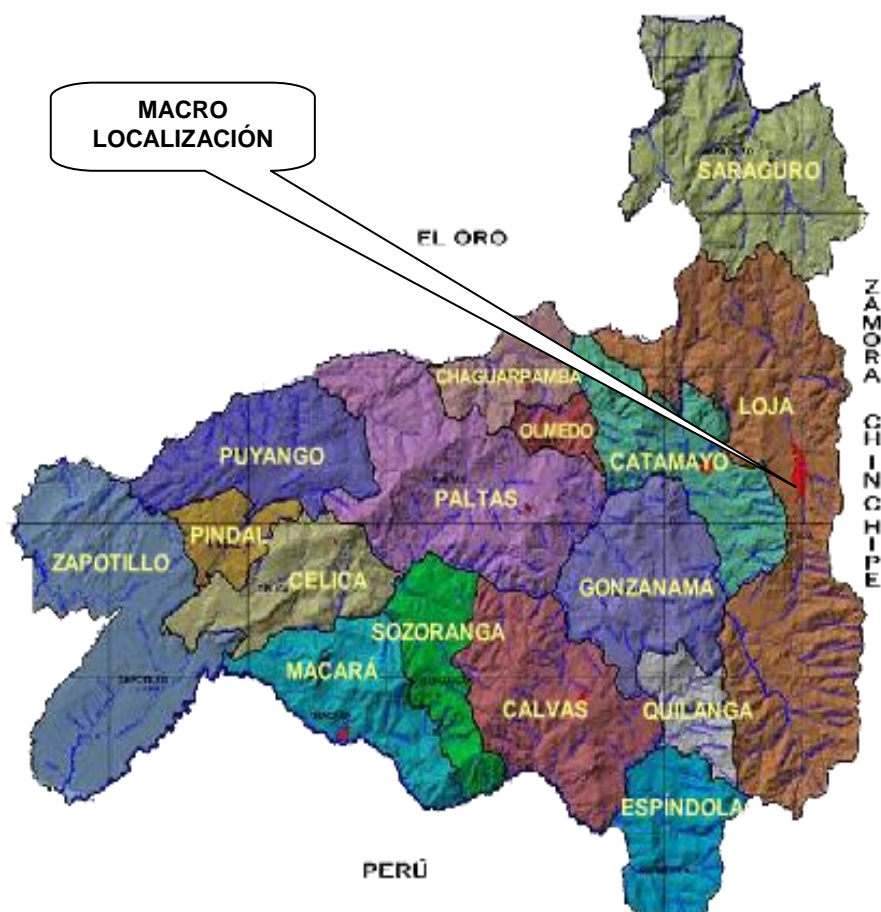 MACRO
LOCALIZACIÓN
SARAGURO
EL ORO
ZAMORA CHINCHIPE
CHAGUARPAMBA
LOJA
OLMEDO
PUYANGO
CATAMAYO
PALTAS
PINDAL
ZAPOTILLO
CELICA
GONZANAMA
SOZORANGA
MACARÁ
CALVAS
QUILANGA
ESPÍNDOLA
PERÚ